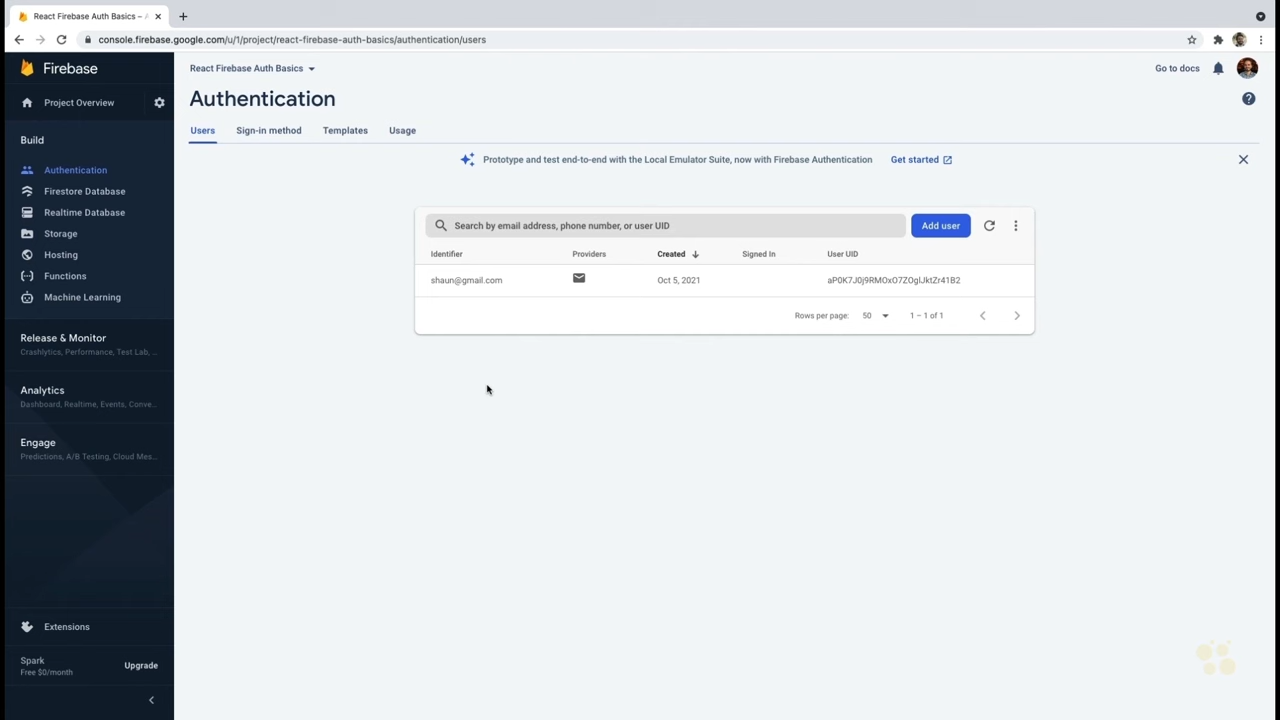 React Firebase Auth Basics – A
console.firebase.google.com/u/1/project/react-firebase-auth-basics/authentication/users
Firebase
Project Overview
Build
Authentication
Firestore Database
Realtime Database
Storage
Hosting
Functions
Machine Learning
Release & Monitor
Crashlytics, Performance, Test Lab, ...
Analytics
Dashboard, Realtime, Events, Conve...
Engage
Predictions, A/B Testing, Cloud Mes...
Extensions
Spark
Free $0/month
Upgrade
React Firebase Auth Basics
Go to docs
Authentication
Users Sign-in method Templates Usage
Prototype and test end-to-end with the Local Emulator Suite, now with Firebase Authentication Get started
Search by email address, phone number, or user UID
Add user
Identifier Providers Created Signed In User UID
shaun@gmail.com Oct 5, 2021 aP0K7J0j9RMOxO7ZOglJktZr41B2
Rows per page: 50 1 – 1 of 1